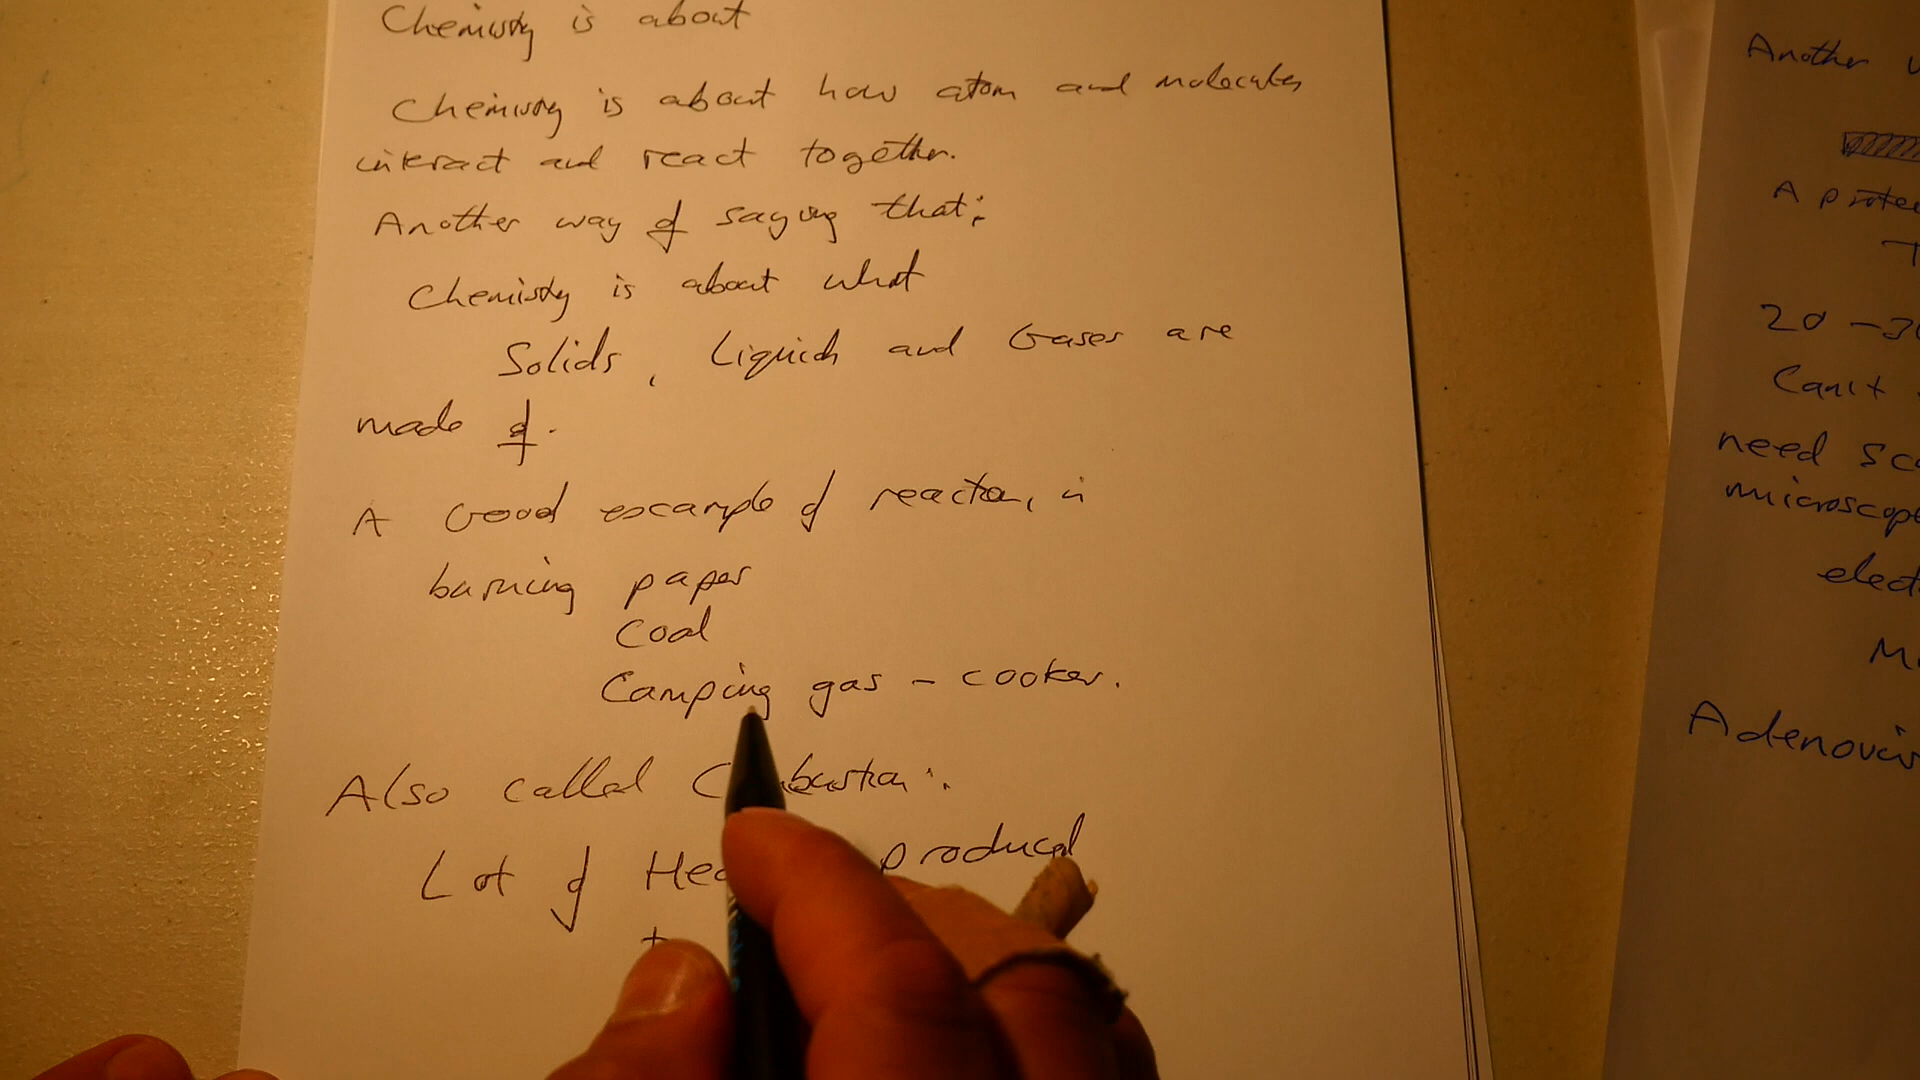 Chemistry is about
Chemistry is about how atom and molecules
interact and react together.
Another way of saying that:
Chemistry is about what
Solids, Liquids and Gases are
made of.
A Good example of reaction, is
burning paper
Coal
Camping gas - cooker.
Also called
Lot of produced
Another
A
20 -
Can't
need